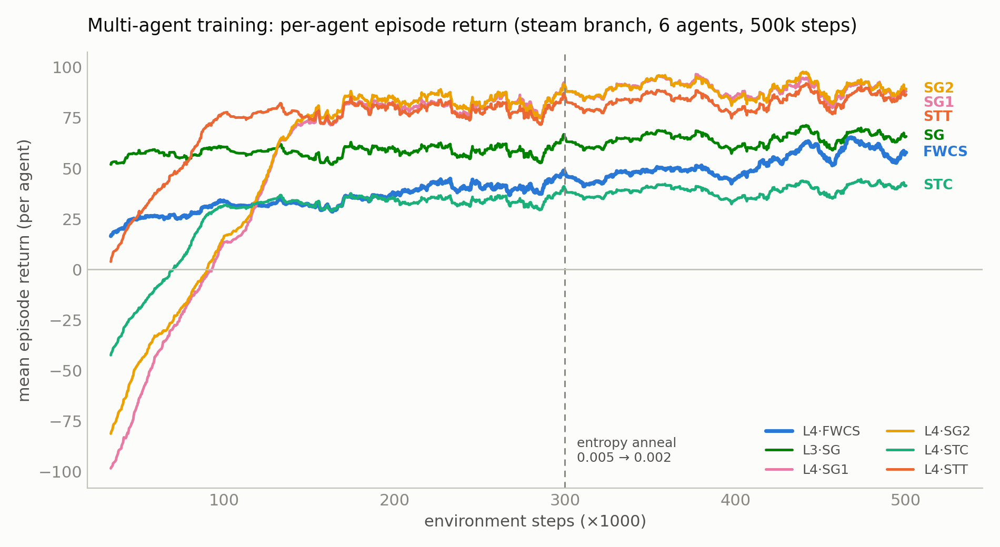 Multi-agent training: per-agent episode return (steam branch, 6 agents, 500k steps)
mean episode return (per agent)
100
75
50
25
0
−25
−50
−75
−100
SG2
SG1
STT
SG
FWCS
STC
entropy anneal
0.005 → 0.002
L4·FWCS
L3·SG
L4·SG1
L4·SG2
L4·STC
L4·STT
100
200
300
400
500
environment steps (×1000)